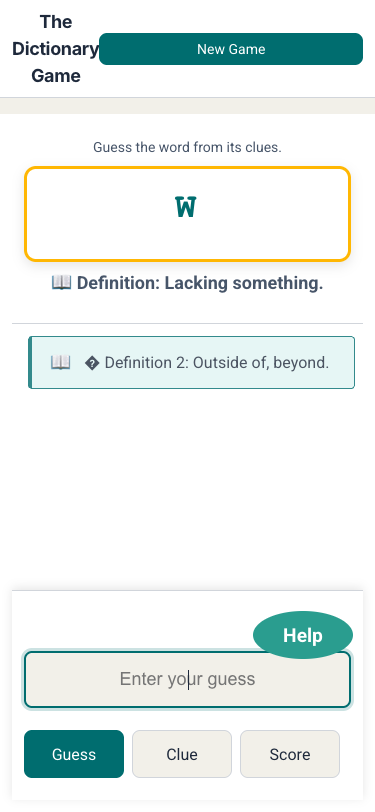 The
Dictionary
Game
New Game
Guess the word from its clues.
W
📖 Definition: Lacking something.
📖 � Definition 2: Outside of, beyond.
Help
Enter your guess
Guess
Clue
Score